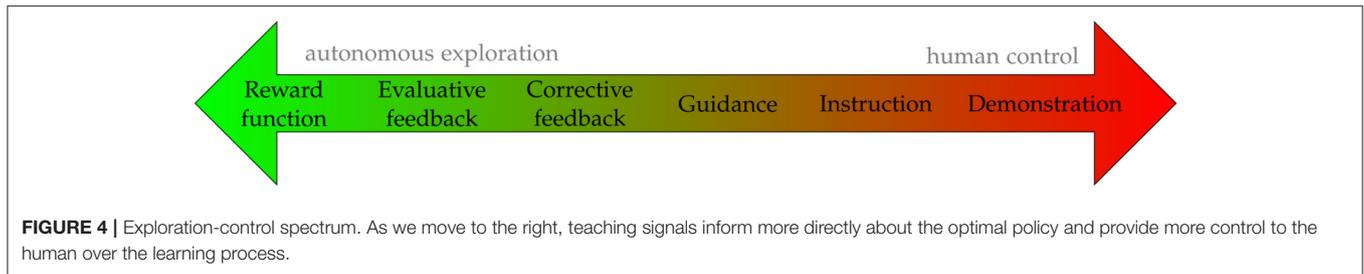 autonomous exploration human control
Reward Evaluative Corrective
function feedback feedback Guidance Instruction Demonstration
FIGURE 4 | Exploration-control spectrum. As we move to the right, teaching signals inform more directly about the optimal policy and provide more control to the
human over the learning process.